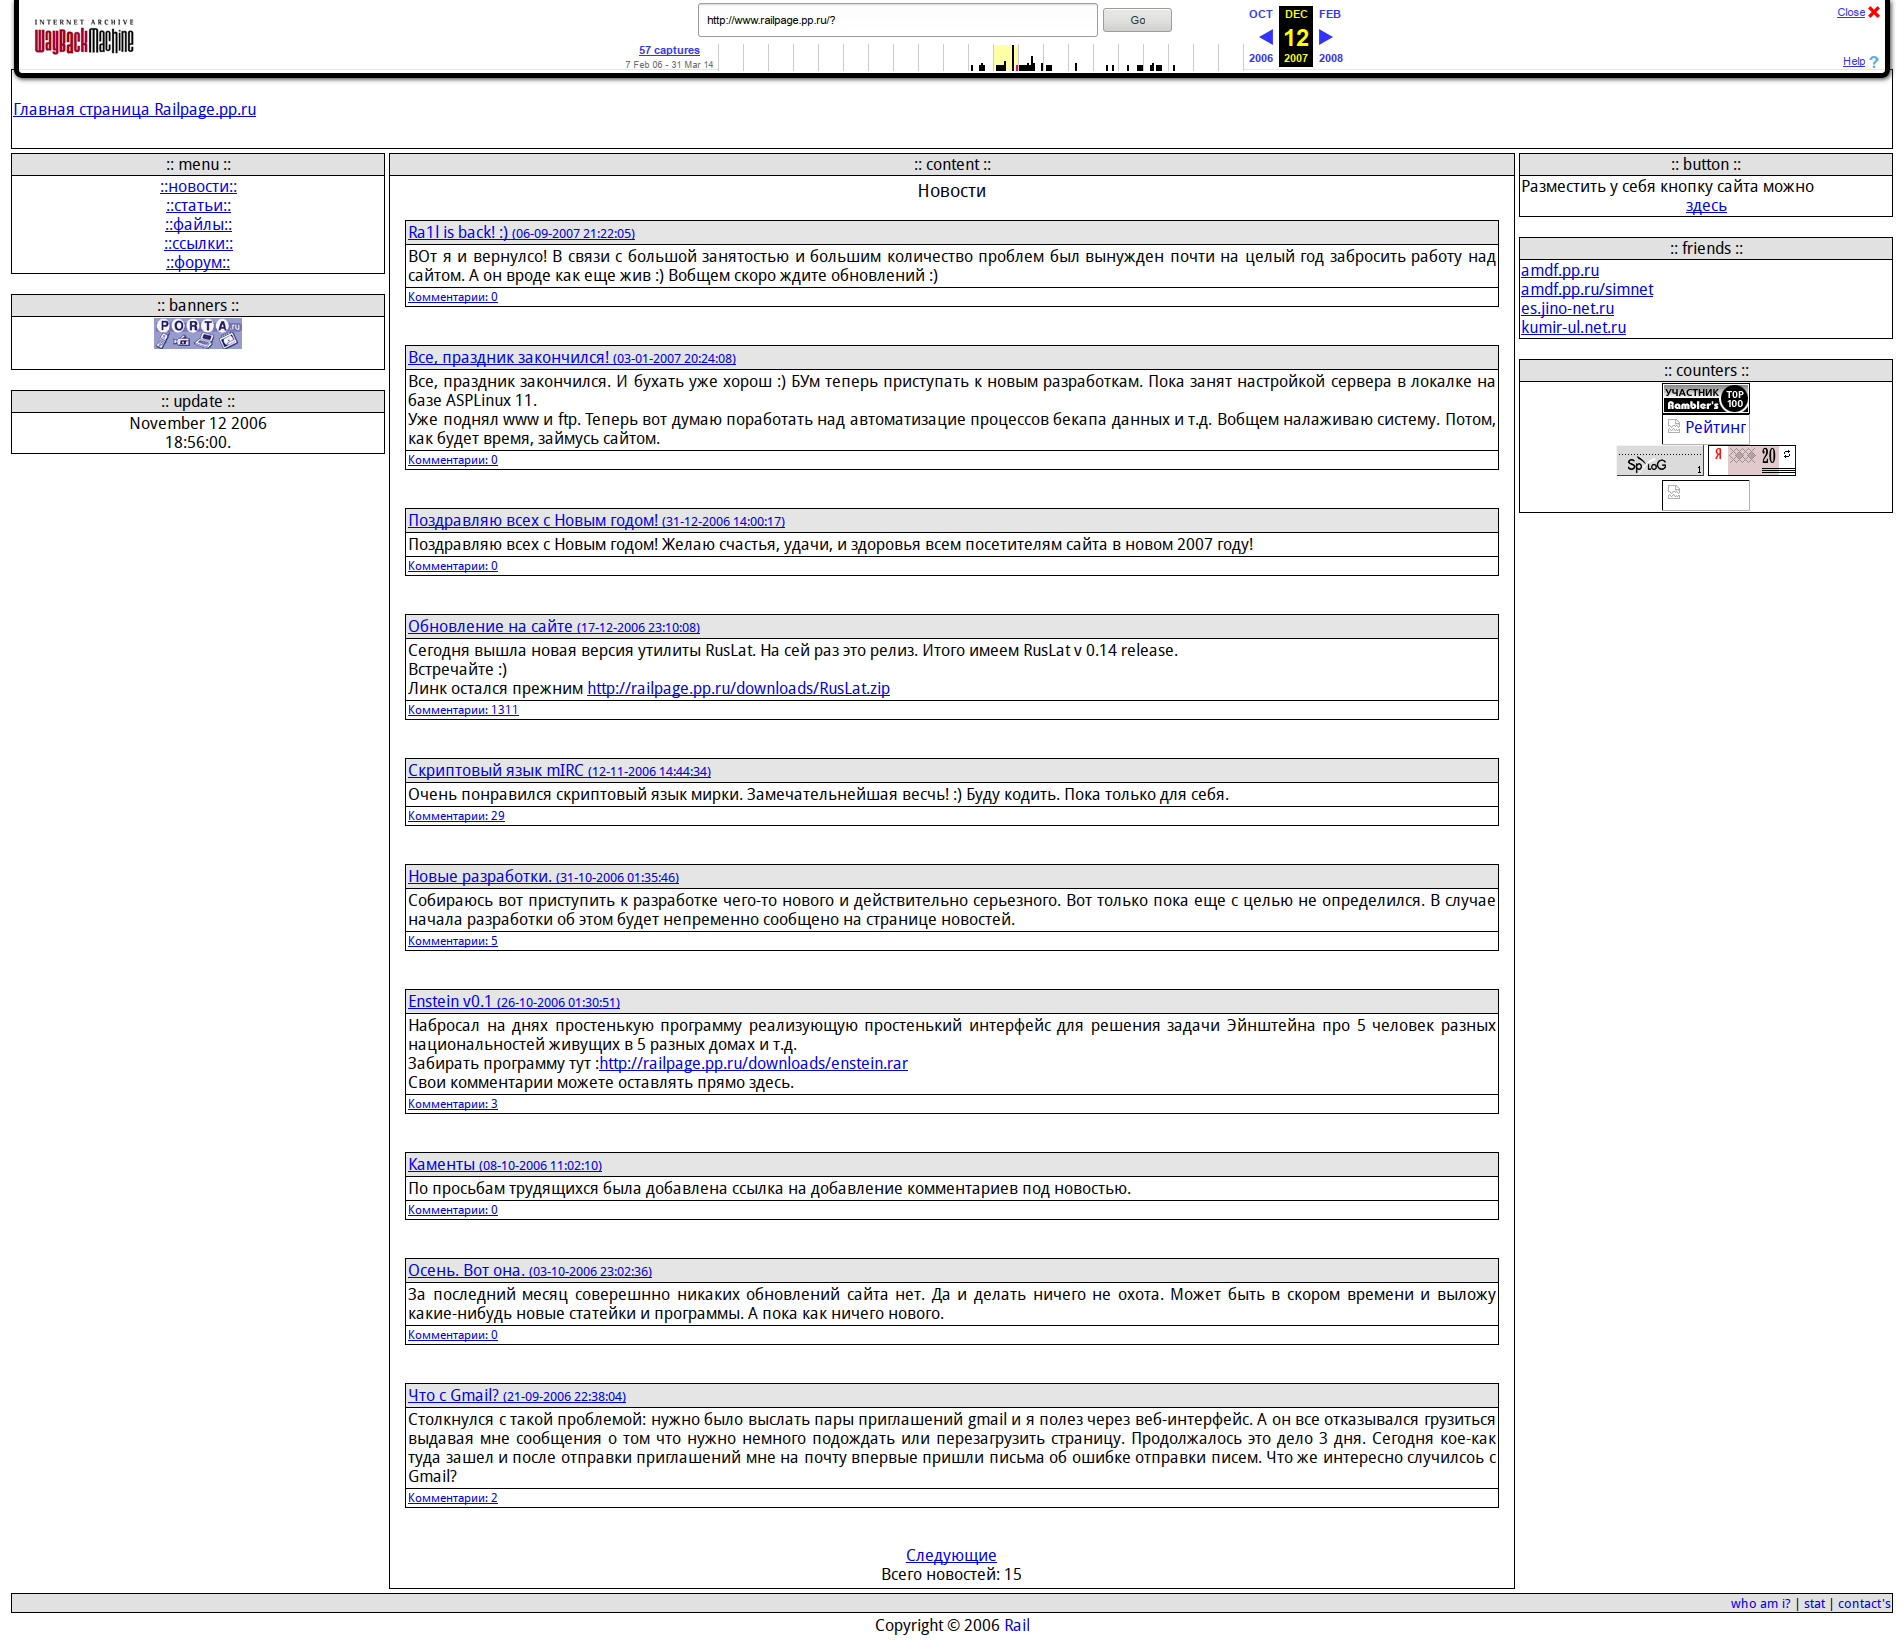 INTERNET ARCHIVE
WayBackMachine
http://www.railpage.pp.ru/?
Go
57 captures
7 Feb 06 - 31 Mar 14
OCT DEC FEB
12
2006 2007 2008
Close
Help ?
Главная страница Railpage.pp.ru
:: menu ::
::новости::
::статьи::
::файлы::
::ссылки::
::форум::
:: banners ::
PORTA.ru
:: update ::
November 12 2006
18:56:00.
:: content ::
Новости
Ra1l is back! :) (06-09-2007 21:22:05)
ВОт я и вернулсо! В связи с большой занятостью и большим количество проблем был вынужден почти на целый год забросить работу над
сайтом. А он вроде как еще жив :) Вобщем скоро ждите обновлений :)
Комментарии: 0
Все, праздник закончился! (03-01-2007 20:24:08)
Все, праздник закончился. И бухать уже хорош :) БУм теперь приступать к новым разработкам. Пока занят настройкой сервера в локалке на
базе ASPLinux 11.
Уже поднял www и ftp. Теперь вот думаю поработать над автоматизацие процессов бекапа данных и т.д. Вобщем налаживаю систему. Потом,
как будет время, займусь сайтом.
Комментарии: 0
Поздравляю всех с Новым годом! (31-12-2006 14:00:17)
Поздравляю всех с Новым годом! Желаю счастья, удачи, и здоровья всем посетителям сайта в новом 2007 году!
Комментарии: 0
Обновление на сайте (17-12-2006 23:10:08)
Сегодня вышла новая версия утилиты RusLat. На сей раз это релиз. Итого имеем RusLat v 0.14 release.
Встречайте :)
Линк остался прежним http://railpage.pp.ru/downloads/RusLat.zip
Комментарии: 1311
Скриптовый язык mIRC (12-11-2006 14:44:34)
Очень понравился скриптовый язык мирки. Замечательнейшая весчь! :) Буду кодить. Пока только для себя.
Комментарии: 29
Новые разработки. (31-10-2006 01:35:46)
Собираюсь вот приступить к разработке чего-то нового и действительно серьезного. Вот только пока еще с целью не определился. В случае
начала разработки об этом будет непременно сообщено на странице новостей.
Комментарии: 5
Enstein v0.1 (26-10-2006 01:30:51)
Набросал на днях простенькую программу реализующую простенький интерфейс для решения задачи Эйнштейна про 5 человек разных
национальностей живущих в 5 разных домах и т.д.
Забирать программу тут :http://railpage.pp.ru/downloads/enstein.rar
Свои комментарии можете оставлять прямо здесь.
Комментарии: 3
Каменты (08-10-2006 11:02:10)
По просьбам трудящихся была добавлена ссылка на добавление комментариев под новостью.
Комментарии: 0
Осень. Вот она. (03-10-2006 23:02:36)
За последний месяц соверешнно никаких обновлений сайта нет. Да и делать ничего не охота. Может быть в скором времени и выложу
какие-нибудь новые статейки и программы. А пока как ничего нового.
Комментарии: 0
Что с Gmail? (21-09-2006 22:38:04)
Столкнулся с такой проблемой: нужно было выслать пары приглашений gmail и я полез через веб-интерфейс. А он все отказывался грузиться
выдавая мне сообщения о том что нужно немного подождать или перезагрузить страницу. Продолжалось это дело 3 дня. Сегодня кое-как
туда зашел и после отправки приглашений мне на почту впервые пришли письма об ошибке отправки писем. Что же интересно случилсоь с
Gmail?
Комментарии: 2
Следующие
Всего новостей: 15
:: button ::
Разместить у себя кнопку сайта можно
здесь
:: friends ::
amdf.pp.ru
amdf.pp.ru/simnet
es.jino-net.ru
kumir-ul.net.ru
:: counters ::
УЧАСТНИК TOP
Rambler's 100
Рейтинг
SpyLOG 1
Я 20
who am i? | stat | contact's
Copyright © 2006 Rail